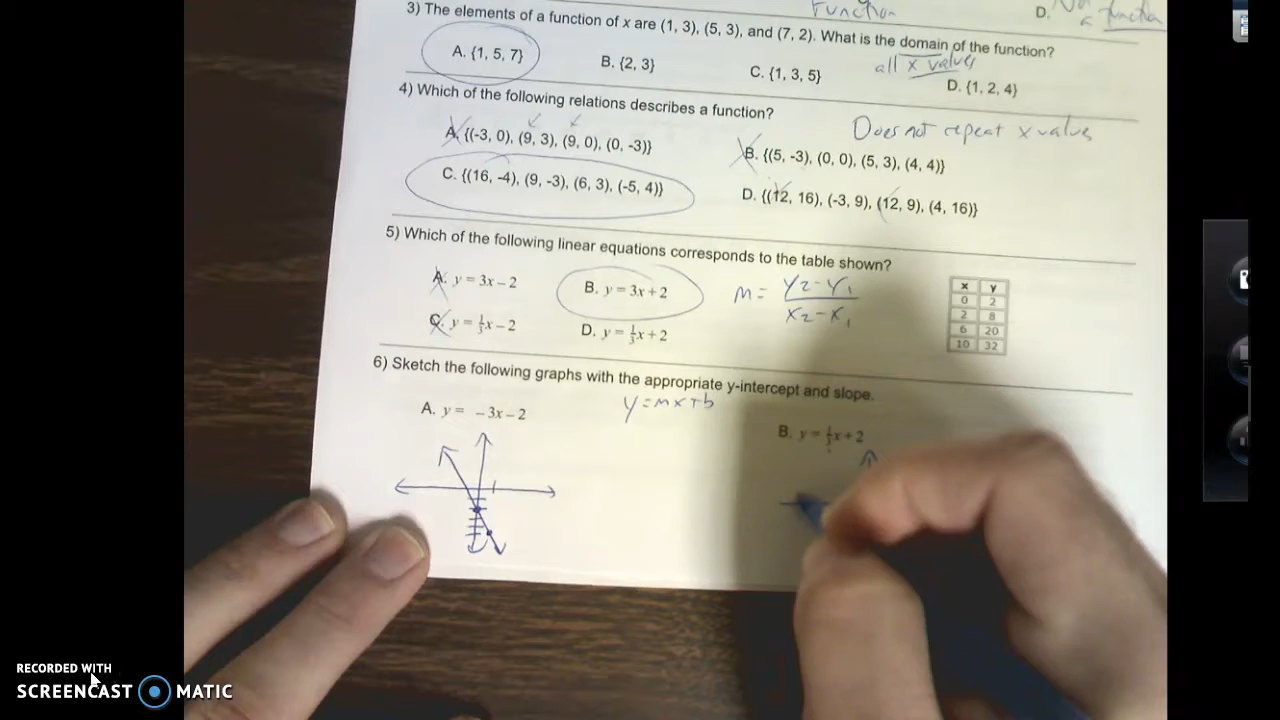 Function
D. Not
a function
3) The elements of a function of x are (1, 3), (5, 3), and (7, 2). What is the domain of the function?
all x values
A. {1, 5, 7} B. {2, 3} C. {1, 3, 5} D. {1, 2, 4}
4) Which of the following relations describes a function?
Does not repeat x values
A. {(-3, 0), (9, 3), (9, 0), (0, -3)} B. {(5, -3), (0, 0), (5, 3), (4, 4)}
C. {(16, -4), (9, -3), (6, 3), (-5, 4)} D. {(12, 16), (-3, 9), (12, 9), (4, 16)}
5) Which of the following linear equations corresponds to the table shown?
A. y = 3x – 2 B. y = 3x + 2 m = y2 - y1 / x2 - x1
C. y = 1/3 x – 2 D. y = 1/3 x + 2
x y
0 2
2 8
6 20
10 32
6) Sketch the following graphs with the appropriate y-intercept and slope.
y = mx + b
A. y = – 3x – 2 B. y = 1/3 x + 2
RECORDED WITH
SCREENCAST MATIC